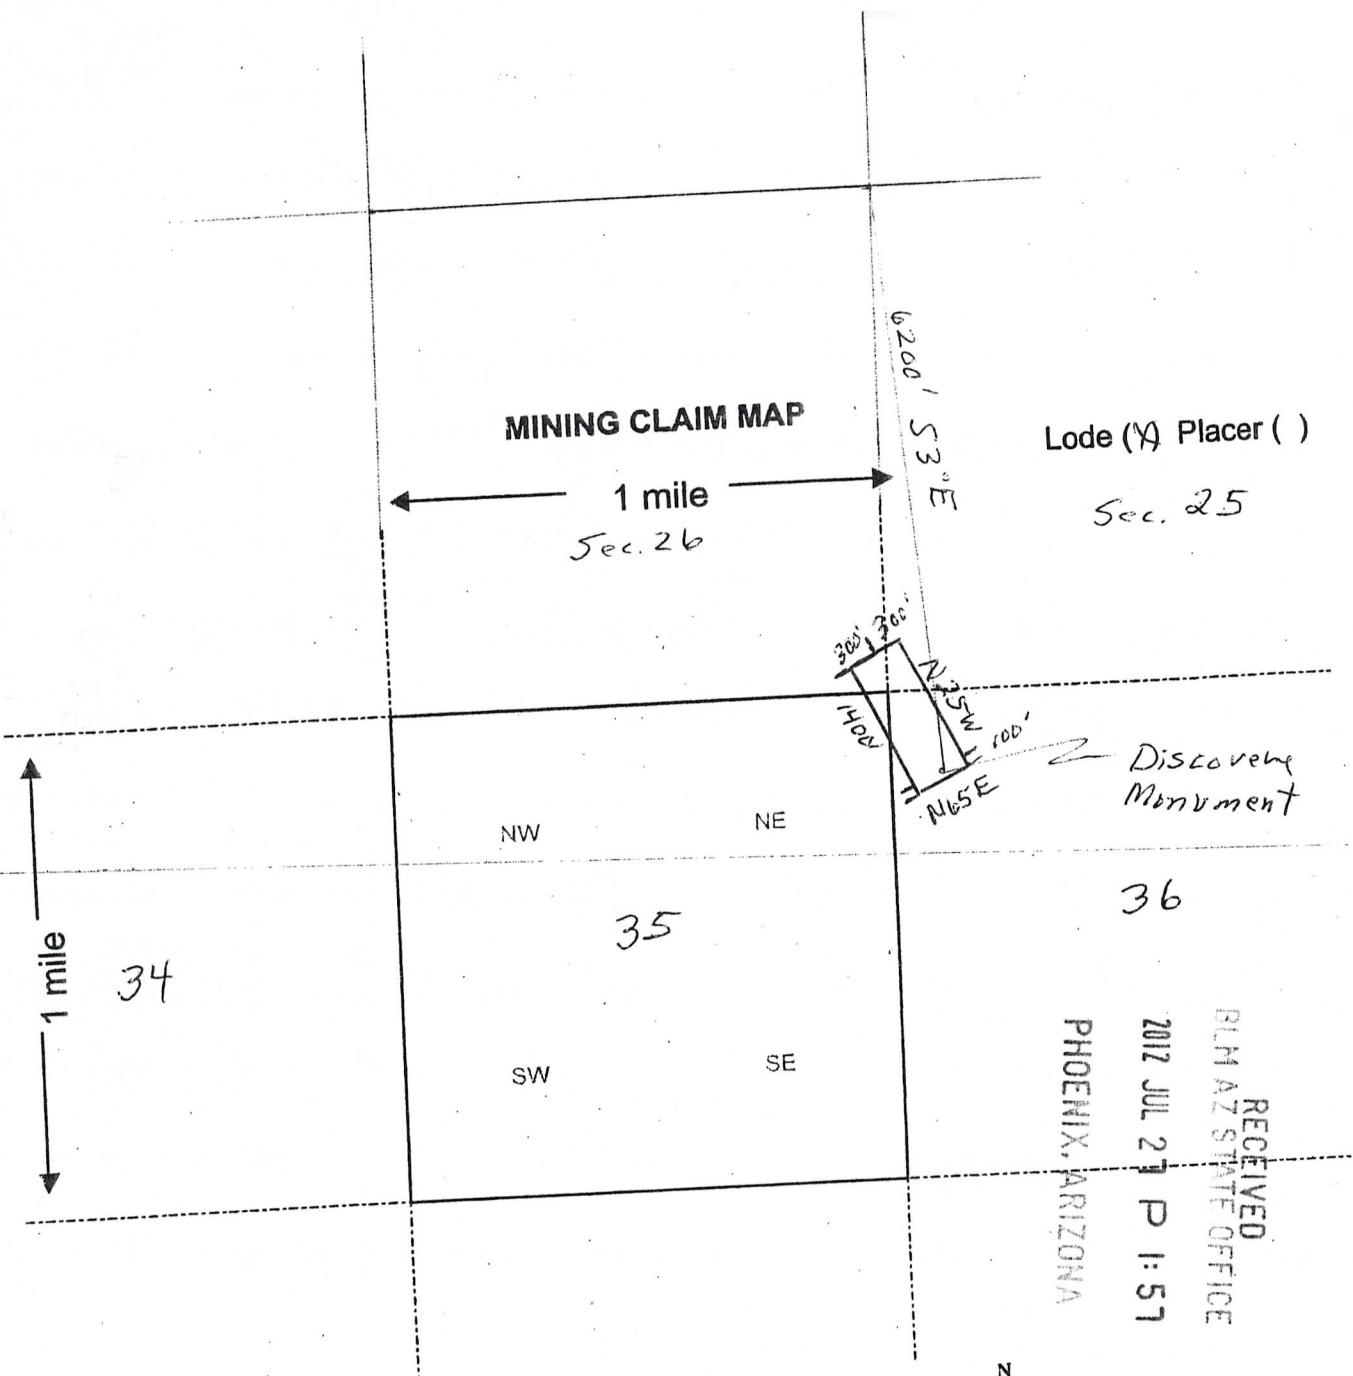 6200' S3°E
MINING CLAIM MAP
Lode (X) Placer ( )
1 mile
Sec. 25
Sec. 26
300' 300'
N25W
1400
100'
Discovery
Monument
N65E
NW
NE
36
35
34
1 mile
SW
SE
RECEIVED
BLM AZ STATE OFFICE
2012 JUL 27 P 1:57
PHOENIX, ARIZONA
N